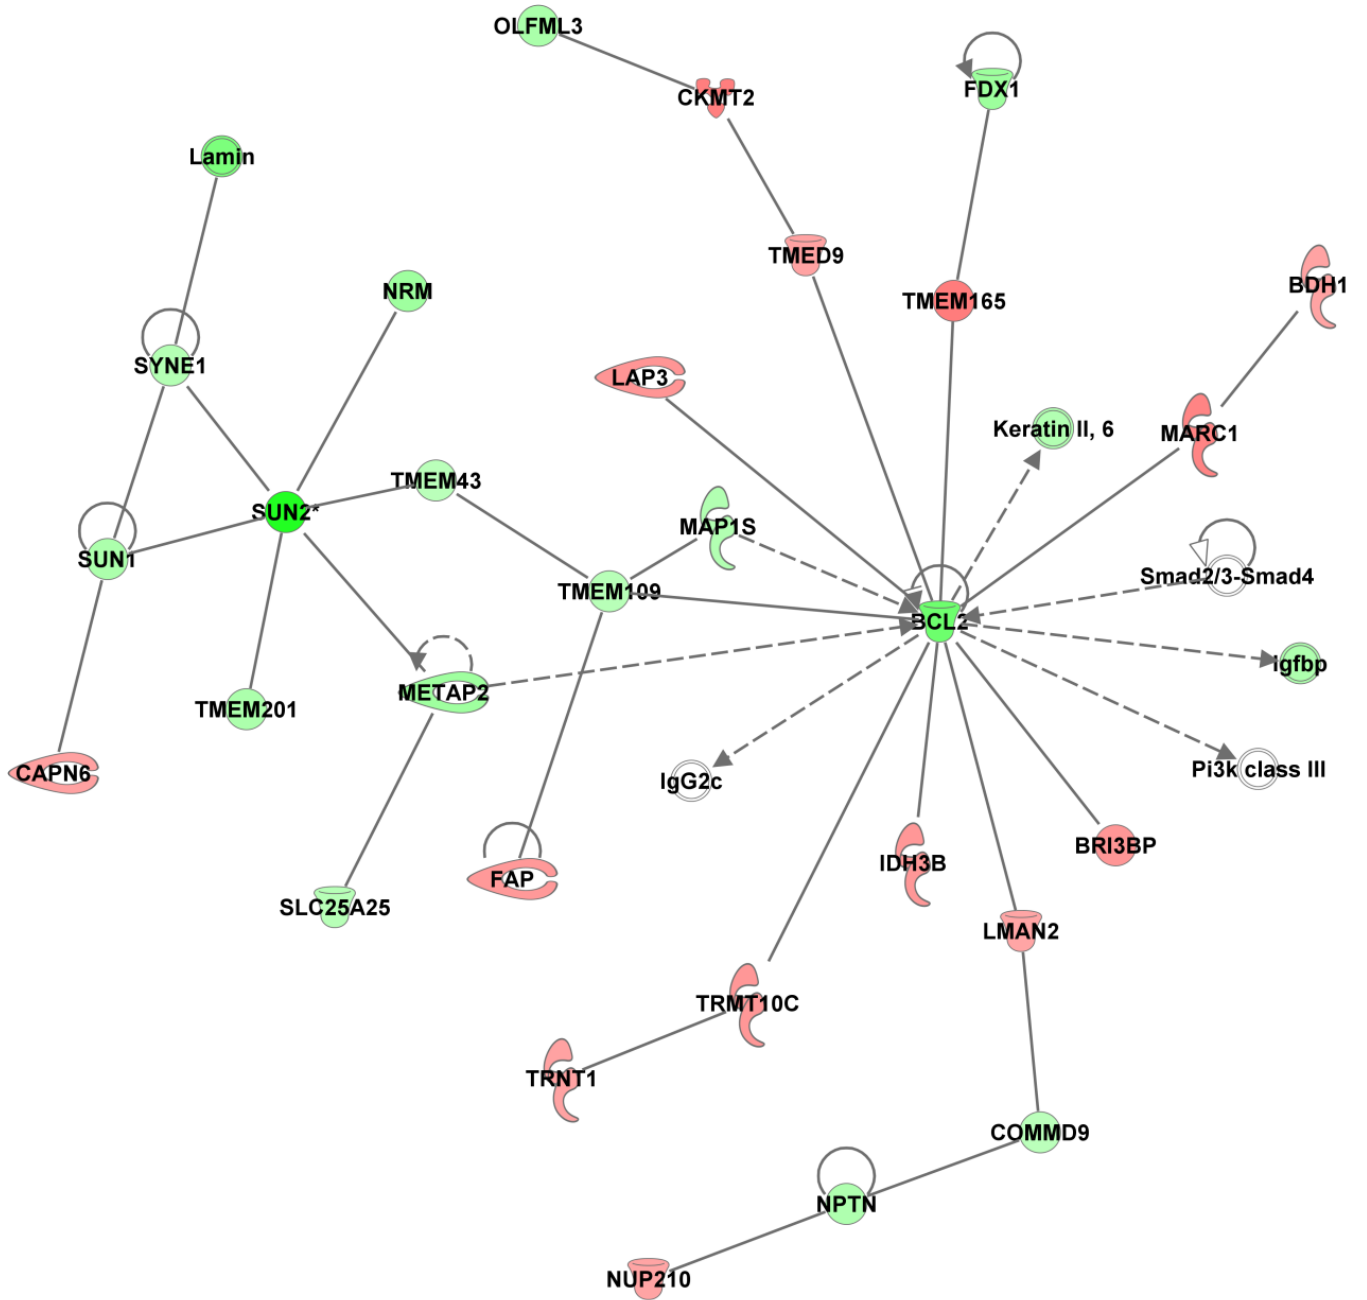 OLFML3
CKMT2
FDX1
Lamin
TMED9
NRM
TMEM165
BDH1
SYNE1
LAP3
Keratin II, 6
MARC1
TMEM43
SUN2*
MAP1S
SUN1
TMEM109
Smad2/3-Smad4
BCL2
igfbp
METAP2
TMEM201
CAPN6
IgG2c
Pi3k class III
BRI3BP
IDH3B
FAP
SLC25A25
LMAN2
TRMT10C
TRNT1
COMMD9
NPTN
NUP210